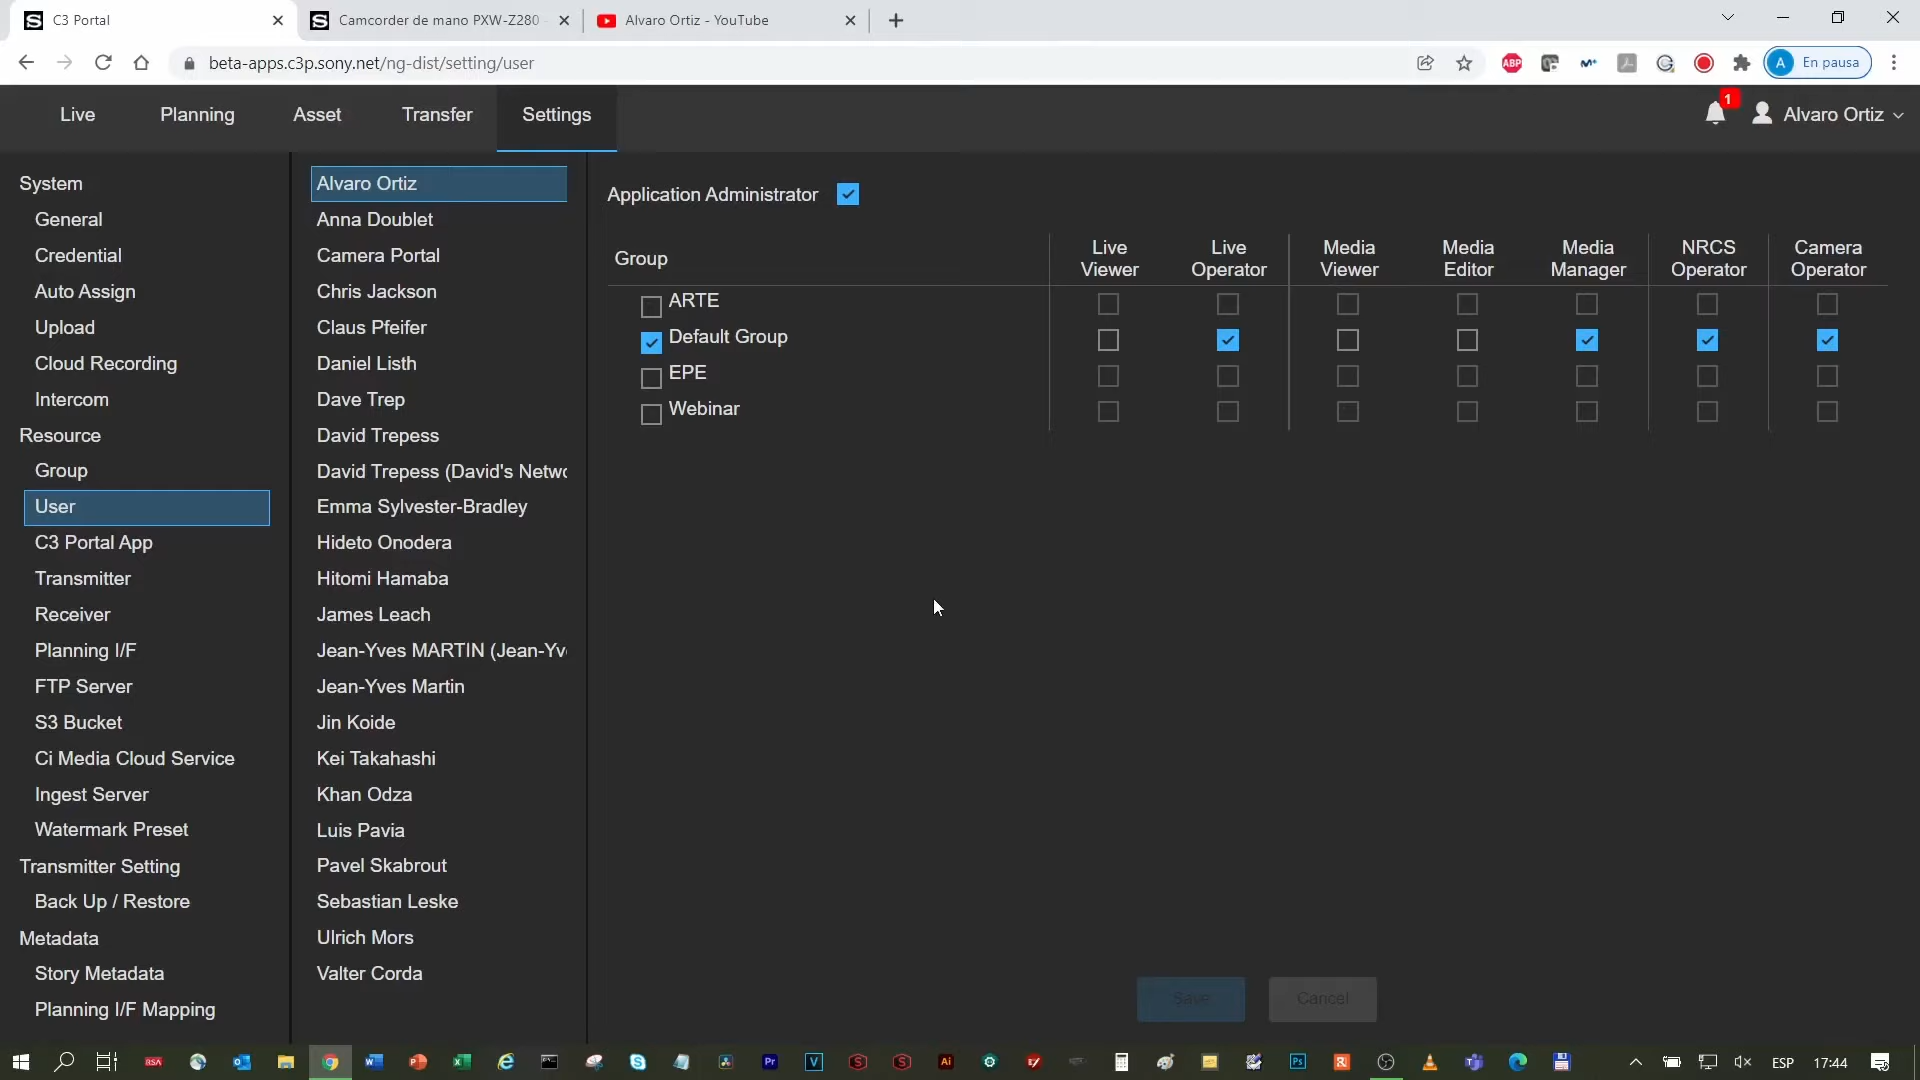 C3 Portal
Camcorder de mano PXW-Z280
Alvaro Ortiz - YouTube
beta-apps.c3p.sony.net/ng-dist/setting/user
ABP
A
En pausa
Live
Planning
Asset
Transfer
Settings
1
Alvaro Ortiz
System
General
Credential
Auto Assign
Upload
Cloud Recording
Intercom
Resource
Group
User
C3 Portal App
Transmitter
Receiver
Planning I/F
FTP Server
S3 Bucket
Ci Media Cloud Service
Ingest Server
Watermark Preset
Transmitter Setting
Back Up / Restore
Metadata
Story Metadata
Planning I/F Mapping
Alvaro Ortiz
Anna Doublet
Camera Portal
Chris Jackson
Claus Pfeifer
Daniel Listh
Dave Trep
David Trepess
David Trepess (David's Netwo
Emma Sylvester-Bradley
Hideto Onodera
Hitomi Hamaba
James Leach
Jean-Yves MARTIN (Jean-Yv
Jean-Yves Martin
Jin Koide
Kei Takahashi
Khan Odza
Luis Pavia
Pavel Skabrout
Sebastian Leske
Ulrich Mors
Valter Corda
Application Administrator
Group
Live Viewer
Live Operator
Media Viewer
Media Editor
Media Manager
NRCS Operator
Camera Operator
ARTE
Default Group
EPE
Webinar
Save
Cancel
RSA
Pr
V
Ai
Ps
ESP
17:44